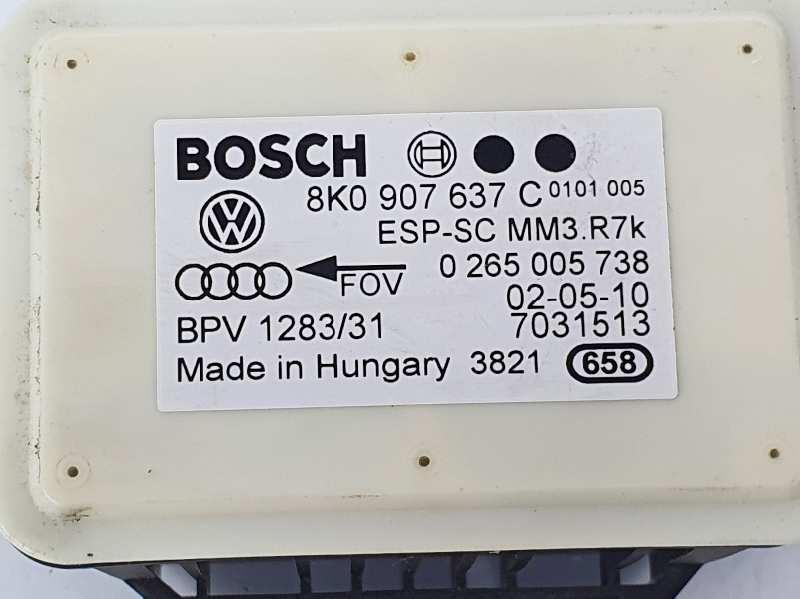 BOSCH
8K0 907 637 C 0101 005
ESP-SC MM3.R7k
0 265 005 738
FOV
02-05-10
BPV 1283/31 7031513
Made in Hungary 3821 658